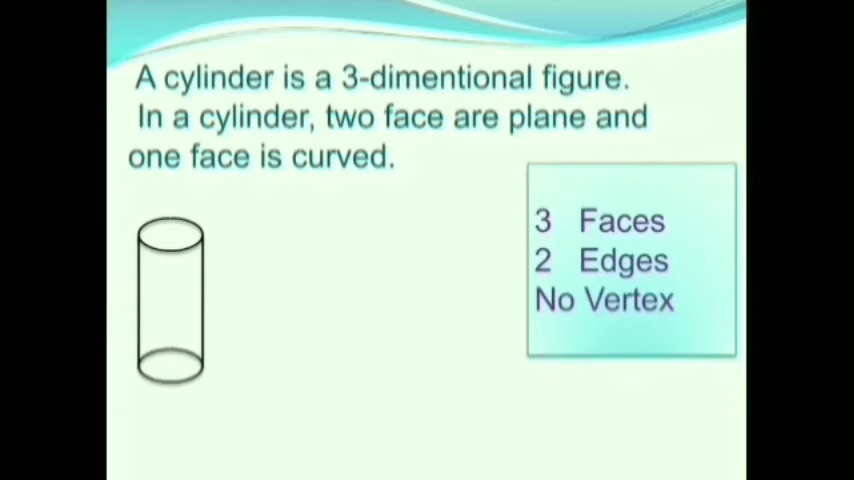 A cylinder is a 3-dimentional figure.
In a cylinder, two face are plane and
one face is curved.
3 Faces
2 Edges
No Vertex